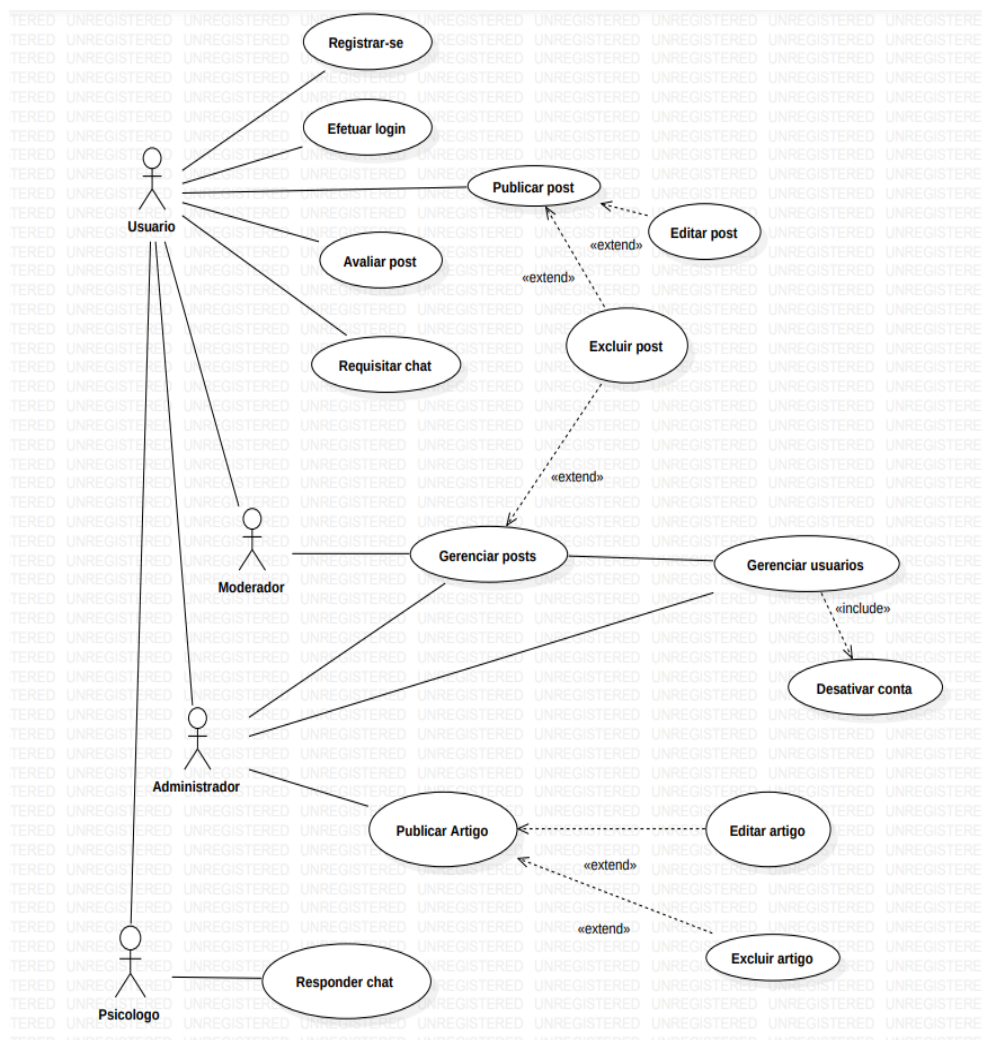 Registrar-se
Efetuar login
Publicar post
Editar post
«extend»
Usuario
Avaliar post
«extend»
Excluir post
Requisitar chat
«extend»
Gerenciar posts
Gerenciar usuarios
Moderador
«include»
Desativar conta
Administrador
Publicar Artigo
Editar artigo
«extend»
«extend»
Excluir artigo
Responder chat
Psicologo
UNREGISTERED